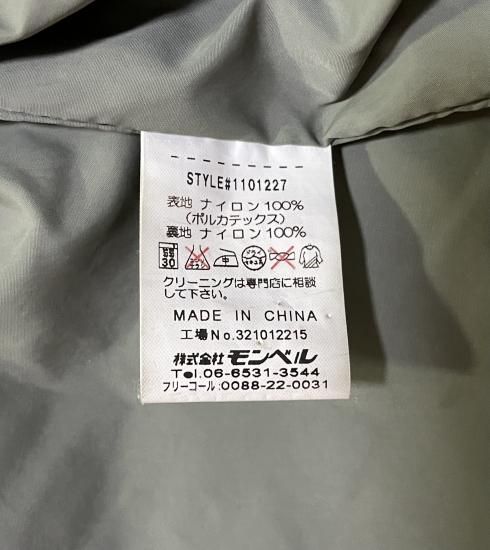 STYLE#1101227
表地 ナイロン100%
(ポルカテックス)
裏地 ナイロン100%
30 中
クリーニングは専門店に相談
して下さい。
MADE IN CHINA
工場No.321012215
株式会社 モンベル
Tel.06-6531-3544
フリーコール:0088-22-0031